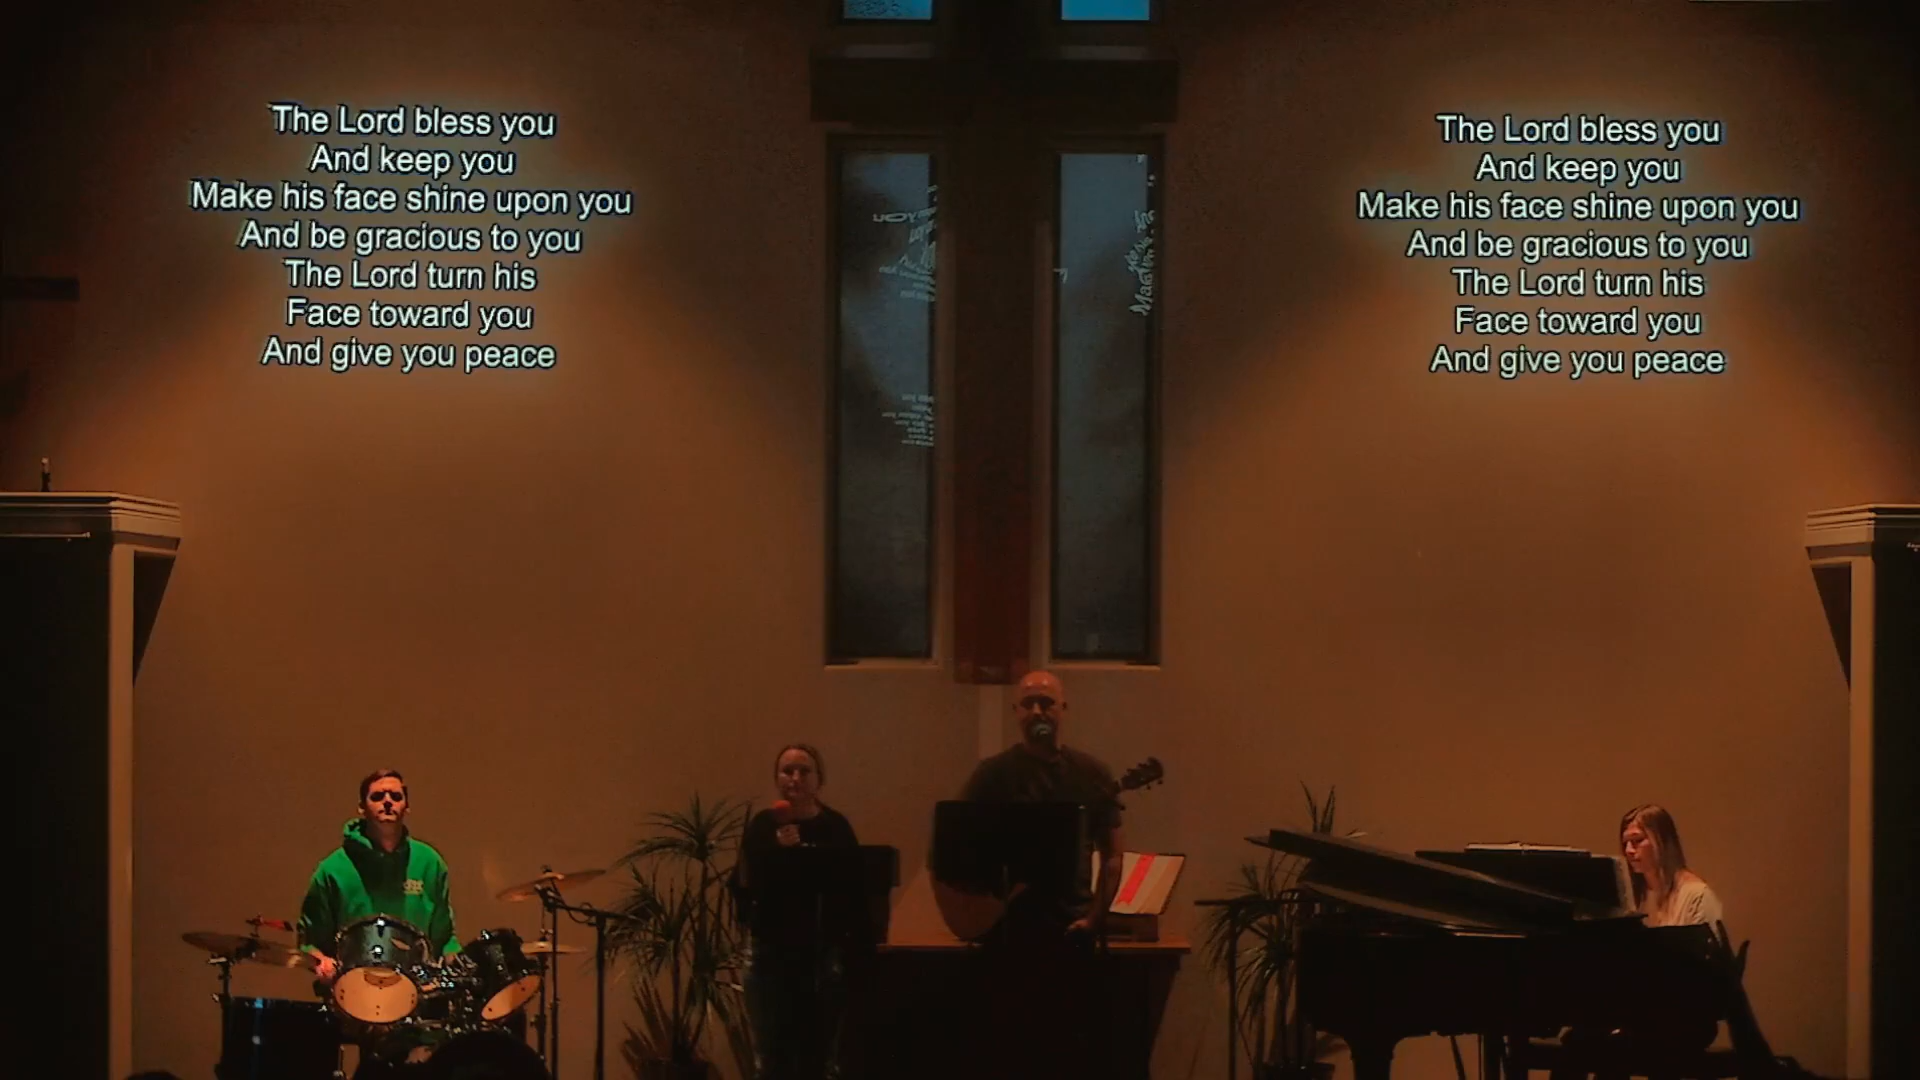 The Lord bless you
And keep you
Make his face shine upon you
And be gracious to you
The Lord turn his
Face toward you
And give you peace
The Lord bless you
And keep you
Make his face shine upon you
And be gracious to you
The Lord turn his
Face toward you
And give you peace